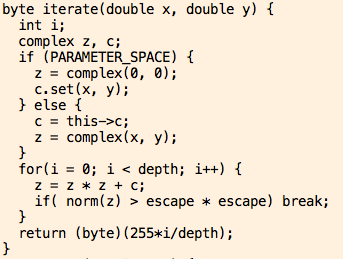 byte iterate(double x, double y) {
  int i;
  complex z, c;
  if (PARAMETER_SPACE) {
    z = complex(0, 0);
    c.set(x, y);
  } else {
    c = this->c;
    z = complex(x, y);
  }
  for(i = 0; i < depth; i++) {
    z = z * z + c;
    if( norm(z) > escape * escape) break;
  }
  return (byte)(255*i/depth);
}